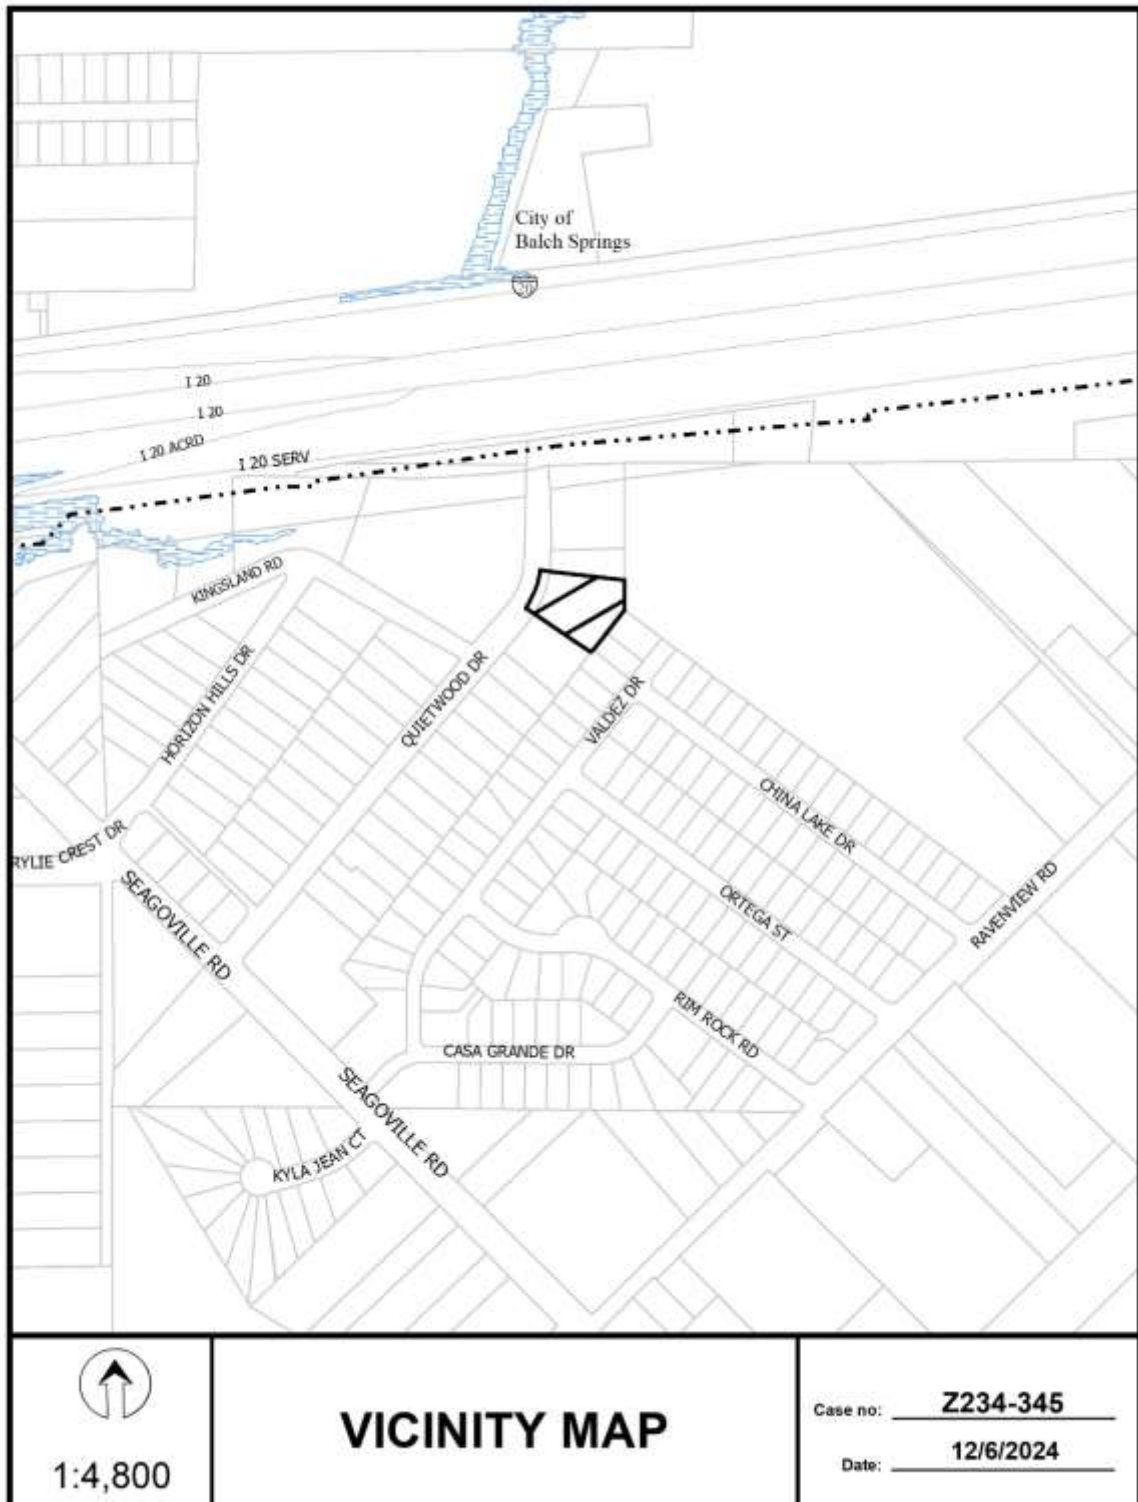 City of
Balch Springs
20
I 20
I 20
I 20 ACRD
I 20 SERV
KINGSLAND RD
HORIZON HILLS DR
QUIETWOOD DR
VALDEZ DR
CHINA LAKE DR
RYLIE CREST DR
SEAGOVILLE RD
ORTEGA ST
RAVENVIEW RD
RIM ROCK RD
CASA GRANDE DR
SEAGOVILLE RD
KYLA JEAN CT
1:4,800
VICINITY MAP
Case no: Z234-345
Date: 12/6/2024